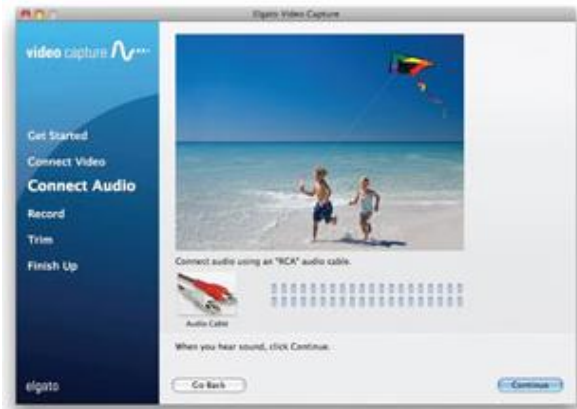 Elgato Video Capture
video capture
Get Started
Connect Video
Connect Audio
Record
Trim
Finish Up
Connect audio using an "RCA" audio cable.
Audio Cable
When you hear sound, click Continue.
elgato
Go Back
Continue